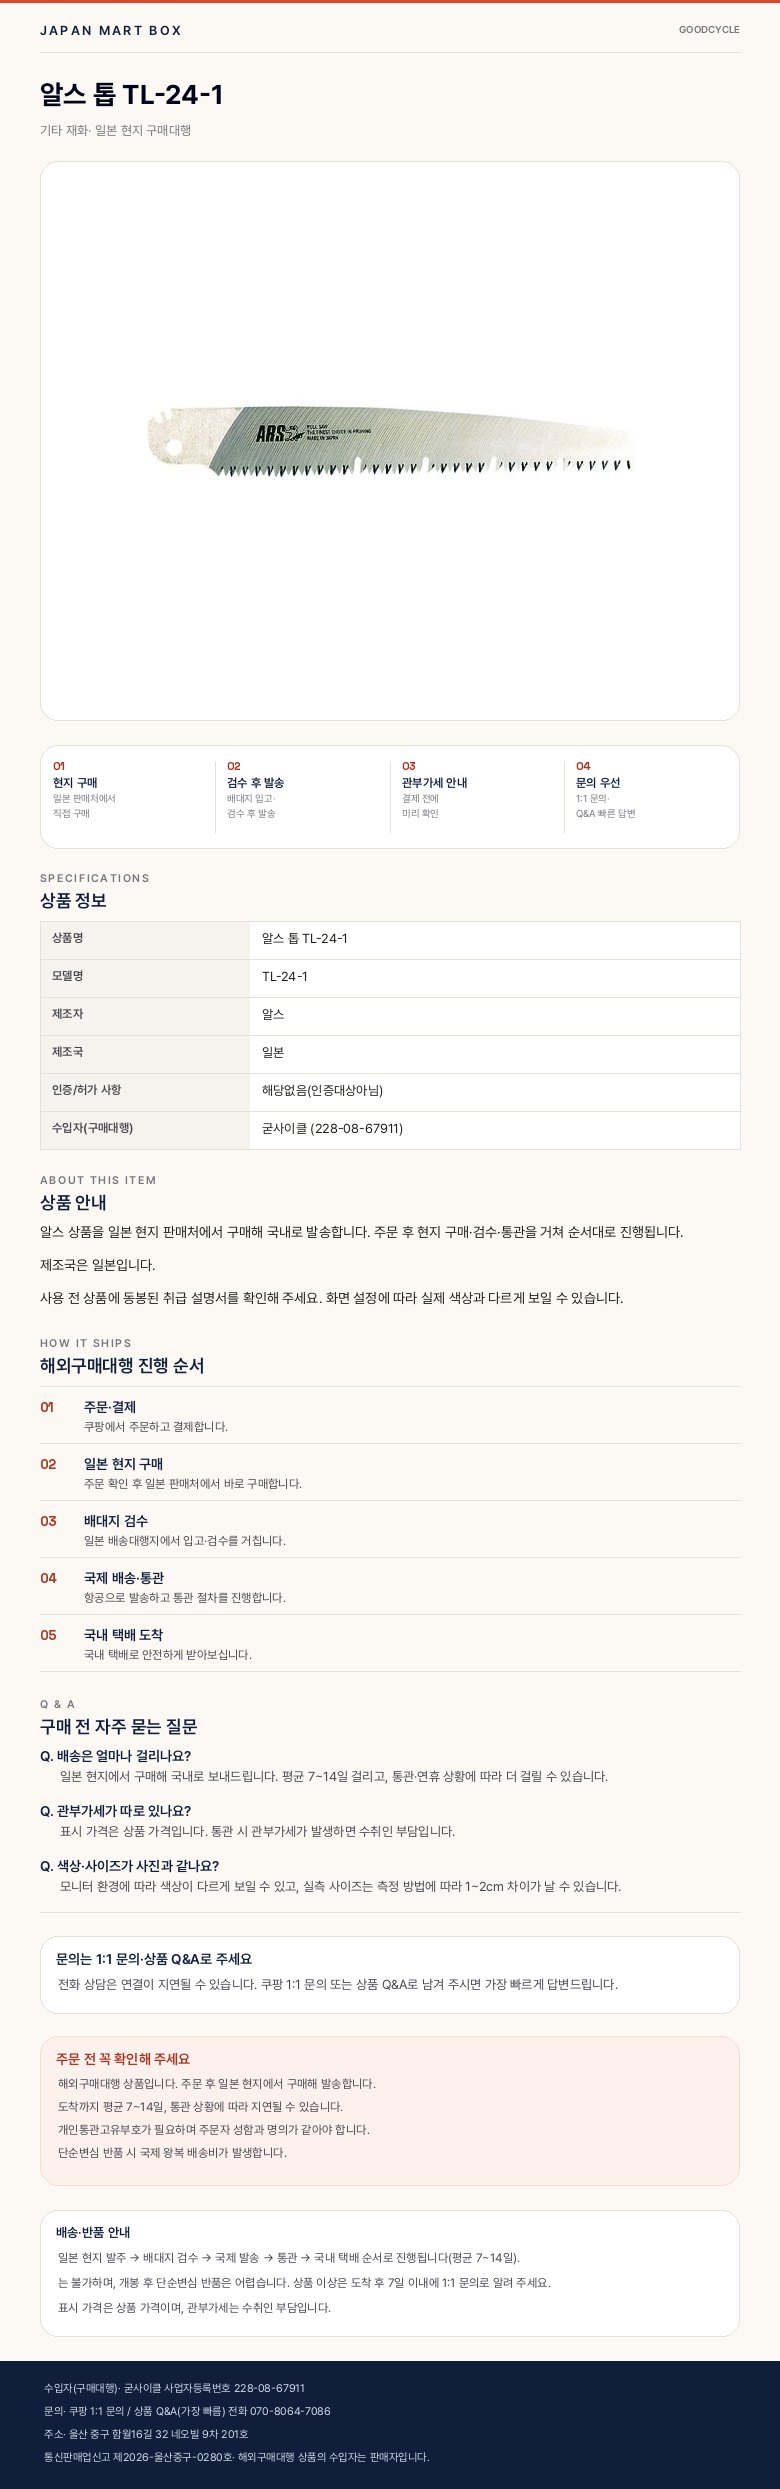 JAPAN MART BOX
GOODCYCLE
알스 톱 TL-24-1
기타 재화· 일본 현지 구매대행
ARS
PULL SAW
THE FINEST CHOICE IN PRUNING
MADE IN JAPAN
01
현지 구매
일본 판매처에서
직접 구매
02
검수 후 발송
배대지 입고·
검수 후 발송
03
관부가세 안내
결제 전에
미리 확인
04
문의 우선
1:1 문의·
Q&A 빠른 답변
SPECIFICATIONS
상품 정보
상품명 알스 톱 TL-24-1
모델명 TL-24-1
제조자 알스
제조국 일본
인증/허가 사항 해당없음(인증대상아님)
수입자(구매대행) 굳사이클 (228-08-67911)
ABOUT THIS ITEM
상품 안내
알스 상품을 일본 현지 판매처에서 구매해 국내로 발송합니다. 주문 후 현지 구매·검수·통관을 거쳐 순서대로 진행됩니다.
제조국은 일본입니다.
사용 전 상품에 동봉된 취급 설명서를 확인해 주세요. 화면 설정에 따라 실제 색상과 다르게 보일 수 있습니다.
HOW IT SHIPS
해외구매대행 진행 순서
01 주문·결제
쿠팡에서 주문하고 결제합니다.
02 일본 현지 구매
주문 확인 후 일본 판매처에서 바로 구매합니다.
03 배대지 검수
일본 배송대행지에서 입고·검수를 거칩니다.
04 국제 배송·통관
항공으로 발송하고 통관 절차를 진행합니다.
05 국내 택배 도착
국내 택배로 안전하게 받아보십니다.
Q & A
구매 전 자주 묻는 질문
Q. 배송은 얼마나 걸리나요?
일본 현지에서 구매해 국내로 보내드립니다. 평균 7~14일 걸리고, 통관·연휴 상황에 따라 더 걸릴 수 있습니다.
Q. 관부가세가 따로 있나요?
표시 가격은 상품 가격입니다. 통관 시 관부가세가 발생하면 수취인 부담입니다.
Q. 색상·사이즈가 사진과 같나요?
모니터 환경에 따라 색상이 다르게 보일 수 있고, 실측 사이즈는 측정 방법에 따라 1~2cm 차이가 날 수 있습니다.
문의는 1:1 문의·상품 Q&A로 주세요
전화 상담은 연결이 지연될 수 있습니다. 쿠팡 1:1 문의 또는 상품 Q&A로 남겨 주시면 가장 빠르게 답변드립니다.
주문 전 꼭 확인해 주세요
해외구매대행 상품입니다. 주문 후 일본 현지에서 구매해 발송합니다.
도착까지 평균 7~14일, 통관 상황에 따라 지연될 수 있습니다.
개인통관고유부호가 필요하며 주문자 성함과 명의가 같아야 합니다.
단순변심 반품 시 국제 왕복 배송비가 발생합니다.
배송·반품 안내
일본 현지 발주 → 배대지 검수 → 국제 발송 → 통관 → 국내 택배 순서로 진행됩니다(평균 7~14일).
는 불가하며, 개봉 후 단순변심 반품은 어렵습니다. 상품 이상은 도착 후 7일 이내에 1:1 문의로 알려 주세요.
표시 가격은 상품 가격이며, 관부가세는 수취인 부담입니다.
수입자(구매대행)· 굳사이클 사업자등록번호 228-08-67911
문의· 쿠팡 1:1 문의 / 상품 Q&A(가장 빠름) 전화 070-8064-7086
주소· 울산 중구 함월16길 32 네오빌 9차 201호
통신판매업신고 제2026-울산중구-0280호· 해외구매대행 상품의 수입자는 판매자입니다.